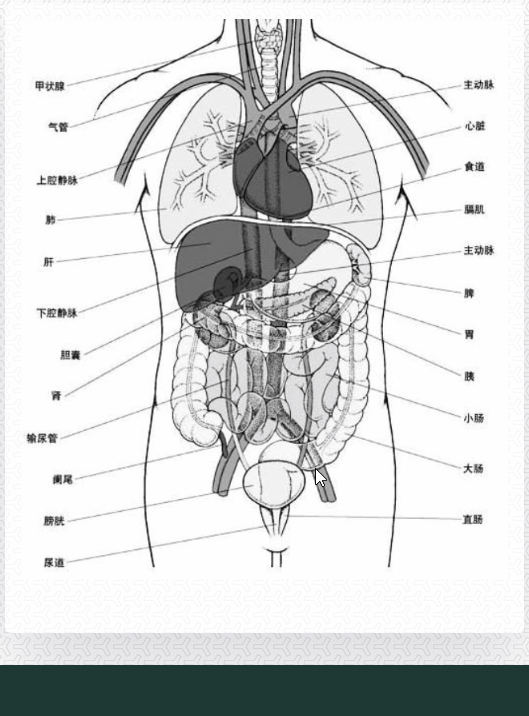 甲状腺
气管
上腔静脉
肺
肝
下腔静脉
胆囊
肾
输尿管
阑尾
膀胱
尿道
主动脉
心脏
食道
膈肌
主动脉
脾
胃
胰
小肠
大肠
直肠